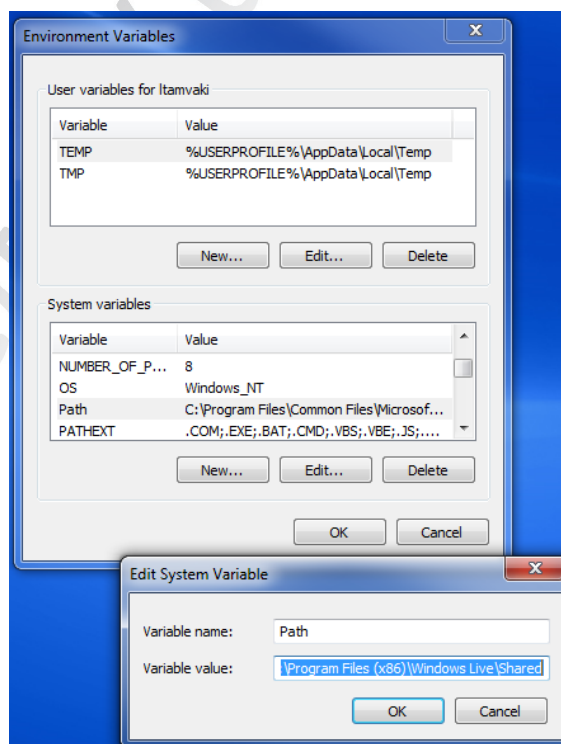 Environment Variables
User variables for ltamvaki
Variable Value
TEMP %USERPROFILE%\AppData\Local\Temp
TMP %USERPROFILE%\AppData\Local\Temp
New... Edit... Delete
System variables
Variable Value
NUMBER_OF_P... 8
OS Windows_NT
Path C:\Program Files\Common Files\Microsof...
PATHEXT .COM;.EXE;.BAT;.CMD;.VBS;.VBE;.JS;....
New... Edit... Delete
OK Cancel
Edit System Variable
Variable name: Path
Variable value: :\Program Files (x86)\Windows Live\Shared
OK Cancel